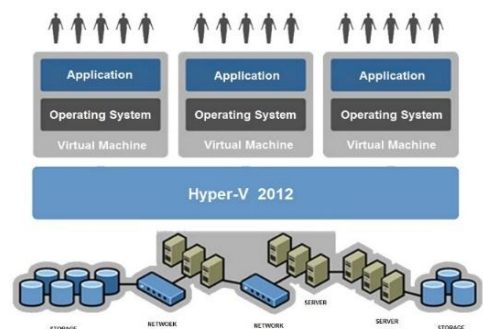 Application
Operating System
Virtual Machine
Application
Operating System
Virtual Machine
Application
Operating System
Virtual Machine
Hyper-V 2012
STORAGE
NETWORK
NETWORK
SERVER
SERVER
STORAGE